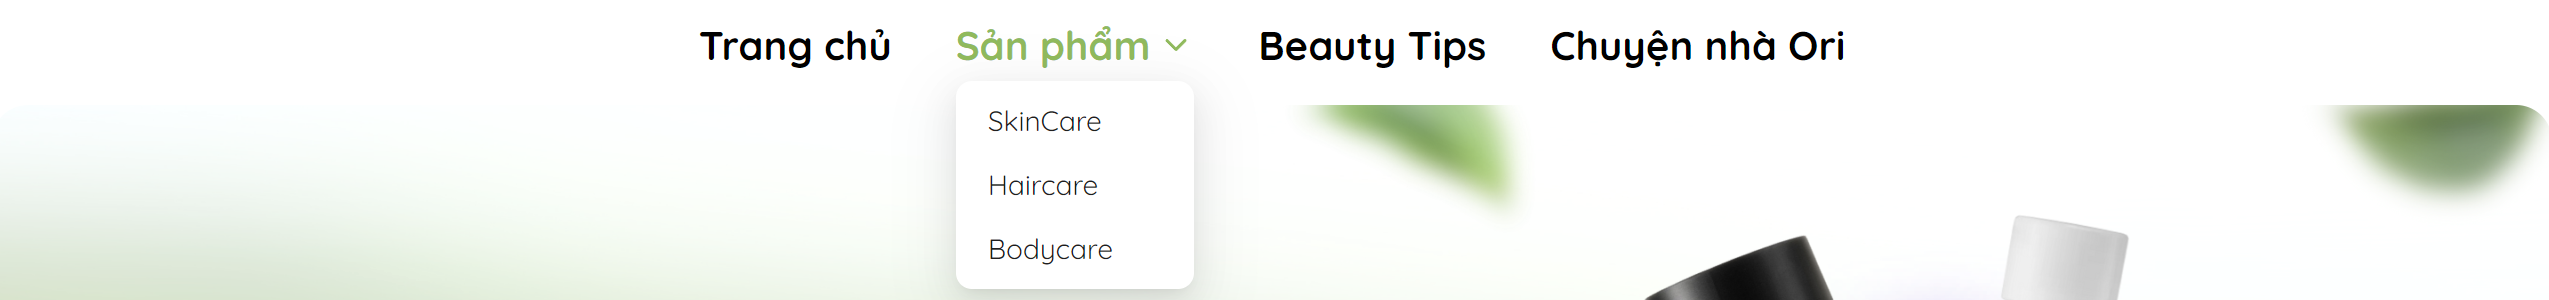 Trang chủ Sản phẩm Beauty Tips Chuyện nhà Ori
SkinCare
Haircare
Bodycare